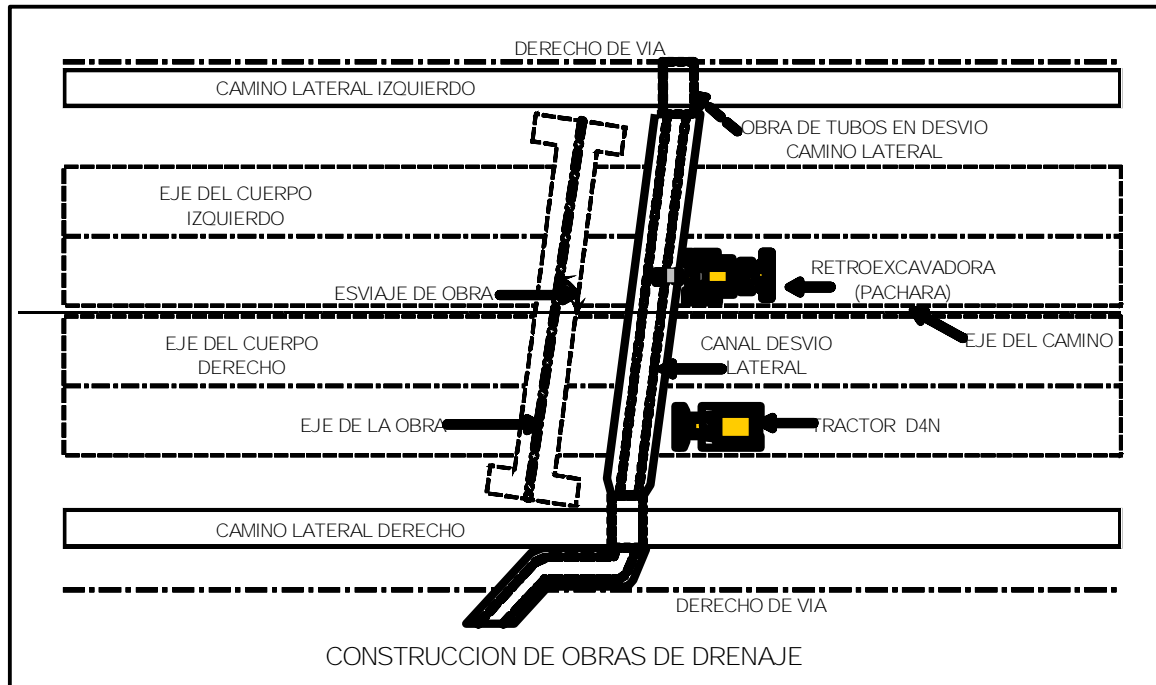 DERECHO DE VIA
CAMINO LATERAL IZQUIERDO
OBRA DE TUBOS EN DESVIO
CAMINO LATERAL
EJE DEL CUERPO
IZQUIERDO
RETROEXCAVADORA
(PACHARA)
ESVIAJE DE OBRA
EJE DEL CUERPO
DERECHO
CANAL DESVIO
LATERAL
EJE DEL CAMINO
EJE DE LA OBRA
TRACTOR D4N
CAMINO LATERAL DERECHO
DERECHO DE VIA
CONSTRUCCION DE OBRAS DE DRENAJE